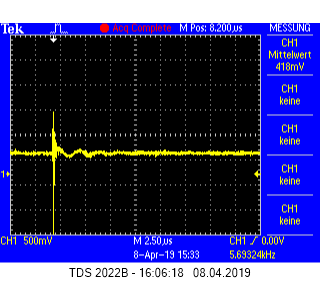 Tek Acq Complete M Pos: 8.200µs MESSUNG
CH1
Mittelwert
418mV
CH1
keine
CH1
keine
CH1
keine
CH1
keine
1
CH1 500mV M 2.50µs CH1 0.00V
8-Apr-19 15:33 5.69324kHz
TDS 2022B - 16:06:18 08.04.2019